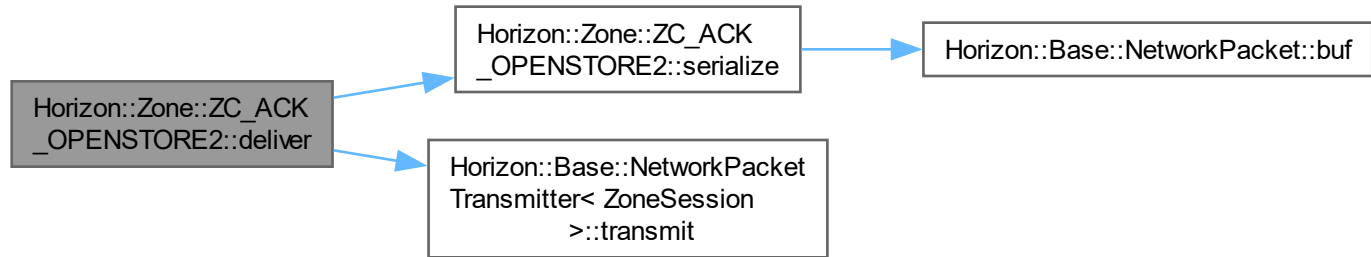 Horizon::Zone::ZC_ACK
_OPENSTORE2::deliver
Horizon::Zone::ZC_ACK
_OPENSTORE2::serialize
Horizon::Base::NetworkPacket::buf
Horizon::Base::NetworkPacket
Transmitter< ZoneSession
>::transmit